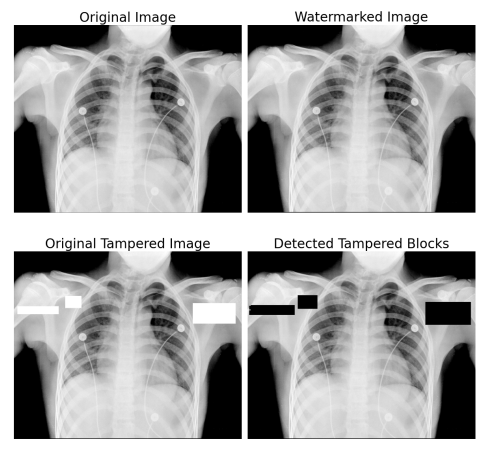 Original Image
Watermarked Image
Original Tampered Image
Detected Tampered Blocks